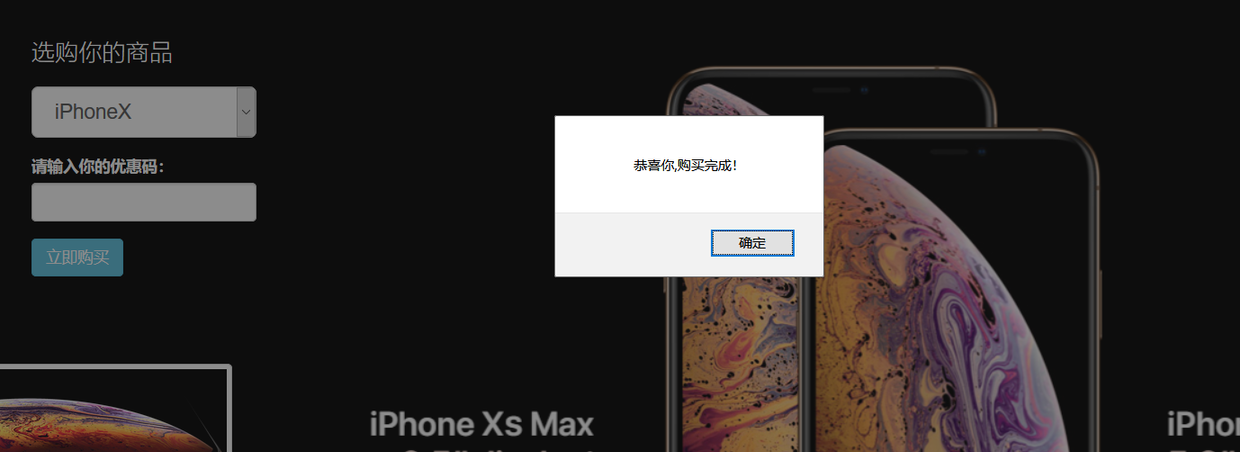 选购你的商品
iPhoneX
请输入你的优惠码：
立即购买
恭喜你,购买完成！
确定
iPhone Xs Max